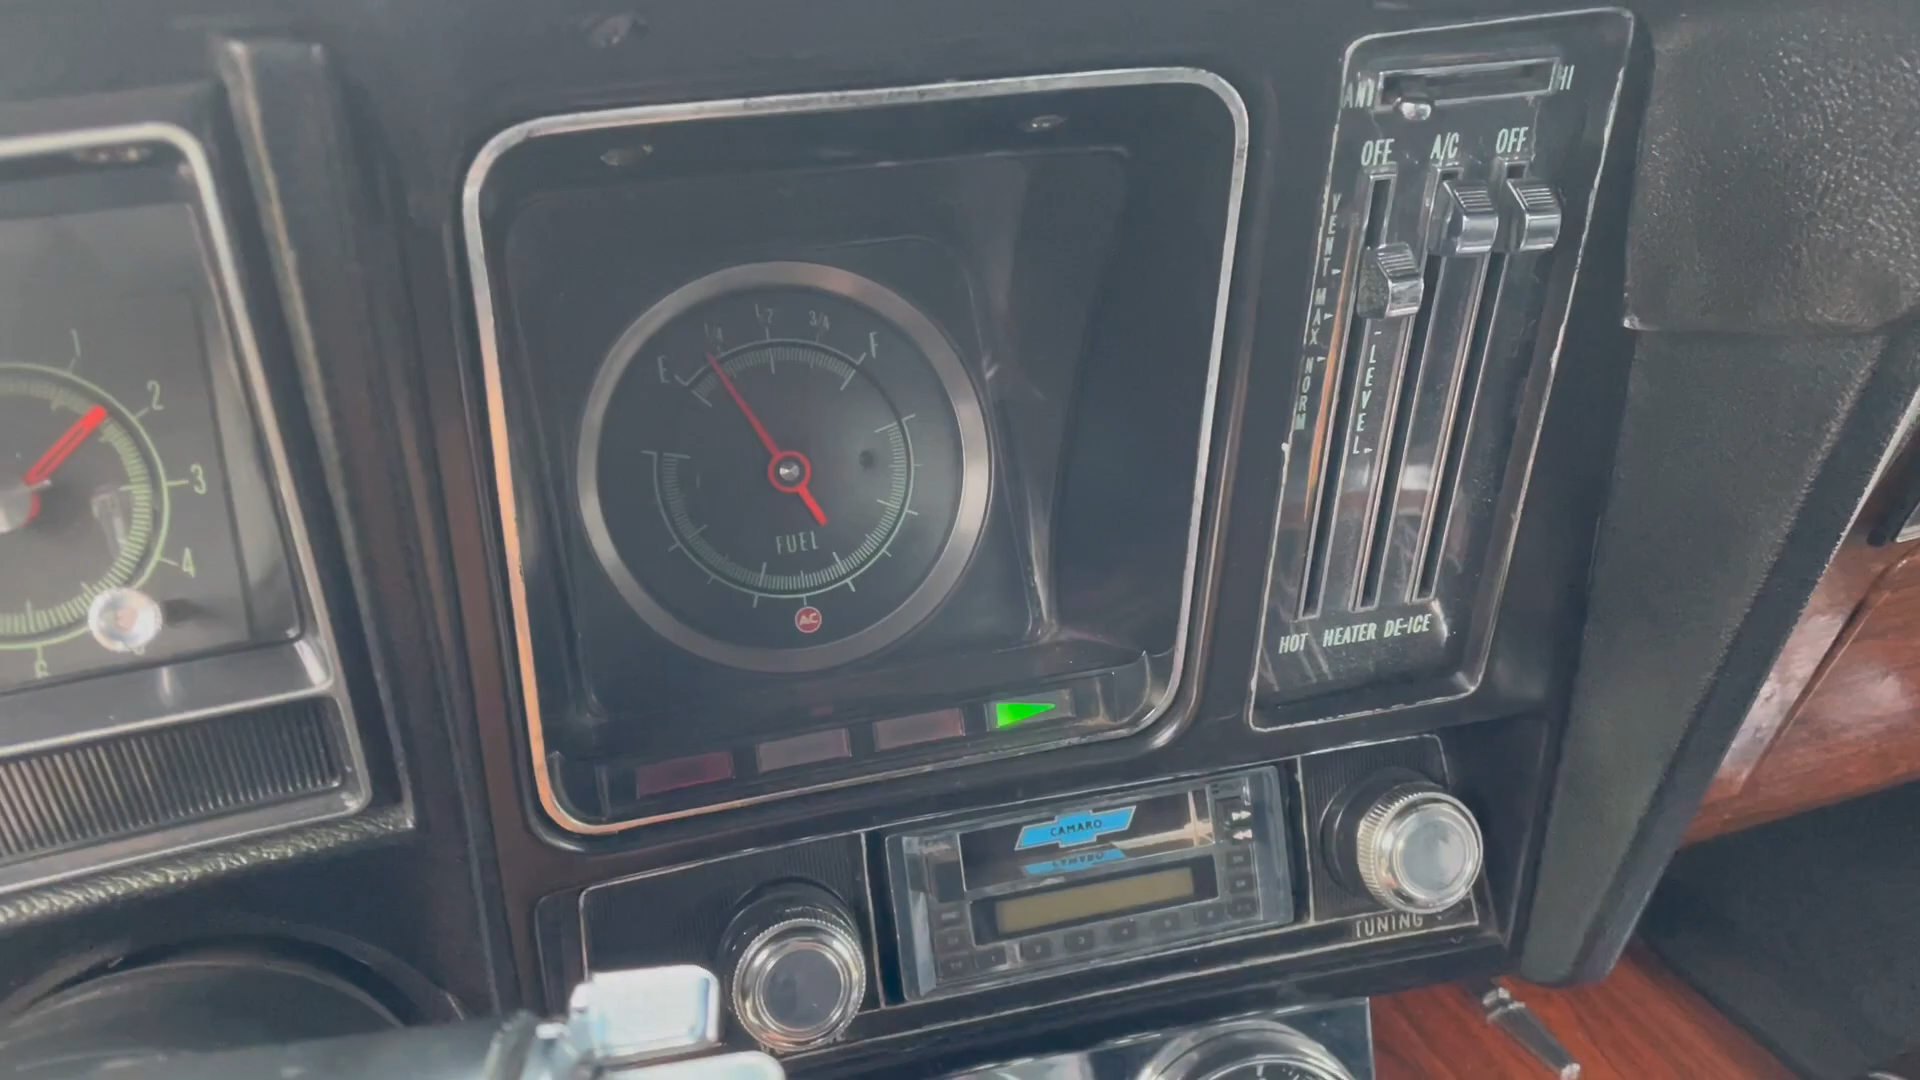 1
2
3
4
6
E
1/4
1/2
3/4
F
FUEL
AC
HI
OFF
A/C
OFF
VENT
MAX
NORM
LEVEL
HOT
HEATER
DE-ICE
CAMARO
TUNING